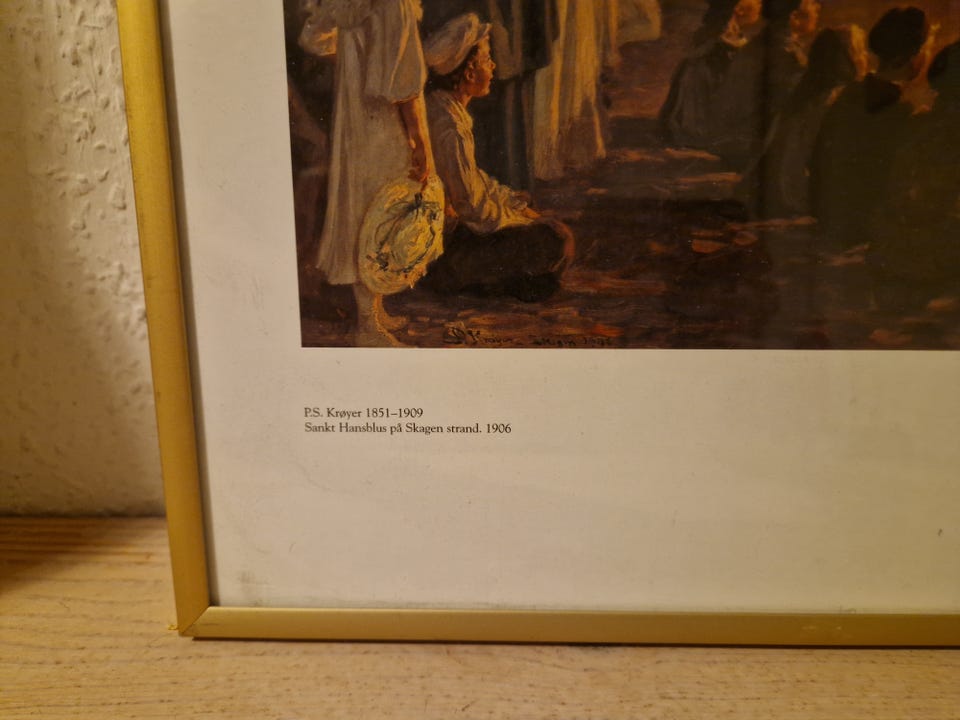 P.S. Krøyer 1851–1909
Sankt Hansblus på Skagen strand. 1906